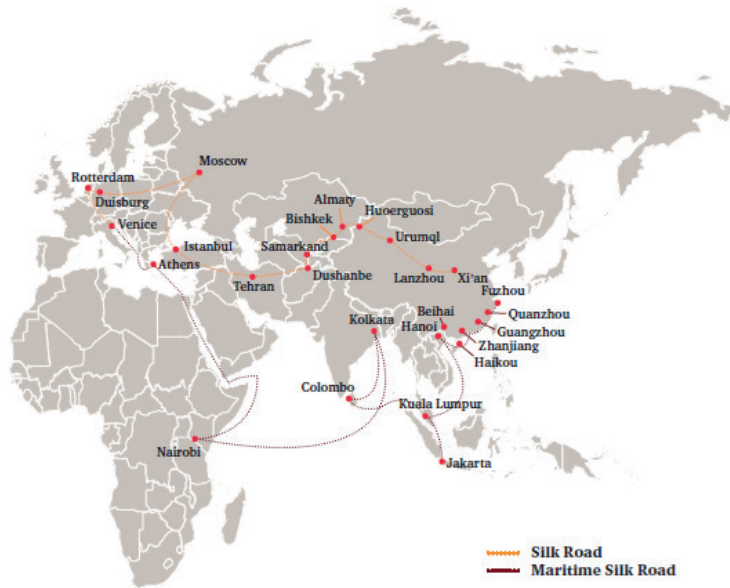 Moscow
Rotterdam
Duisburg
Almaty
Huoerguosi
Venice
Bishkek
Urumql
Istanbul
Samarkand
Athens
Lanzhou
Xi'an
Tehran
Dushanbe
Fuzhou
Beihai
Quanzhou
Kolkata
Hanoi
Guangzhou
Zhanjiang
Haikou
Colombo
Kuala Lumpur
Nairobi
Jakarta
Silk Road
Maritime Silk Road